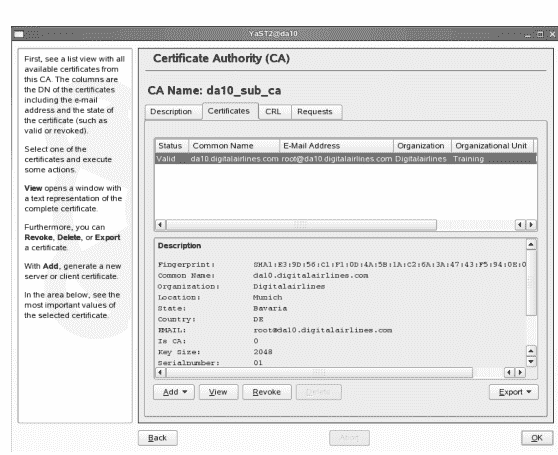 YaST2@da10
First, see a list view with all
available certificates from
this CA. The columns are
the DN of the certificates
including the e-mail
address and the state of
the certificate (such as
valid or revoked).
Select one of the
certificates and execute
some actions.
View opens a window with
a text representation of the
complete certificate.
Furthermore, you can
Revoke, Delete, or Export
a certificate.
With Add, generate a new
server or client certificate.
In the area below, see the
most important values of
the selected certificate.
Certificate Authority (CA)
CA Name: da10_sub_ca
Description Certificates CRL Requests
Status Common Name E-Mail Address Organization Organizational Unit
Valid da10.digitalairlines.com root@da10.digitalairlines.com Digitalairlines Training
Description
Fingerprint: SHA1:E3:9D:56:C1:F1:0D:4A:5B:1A:C2:6A:3A:47:43:F5:94:0E:0
Common Name: da10.digitalairlines.com
Organization: Digitalairlines
Location: Munich
State: Bavaria
Country: DE
EMAIL: root@da10.digitalairlines.com
Is CA: 0
Key Size: 2048
Serialnumber: 01
Add View Revoke Delete Export
Back Abort OK